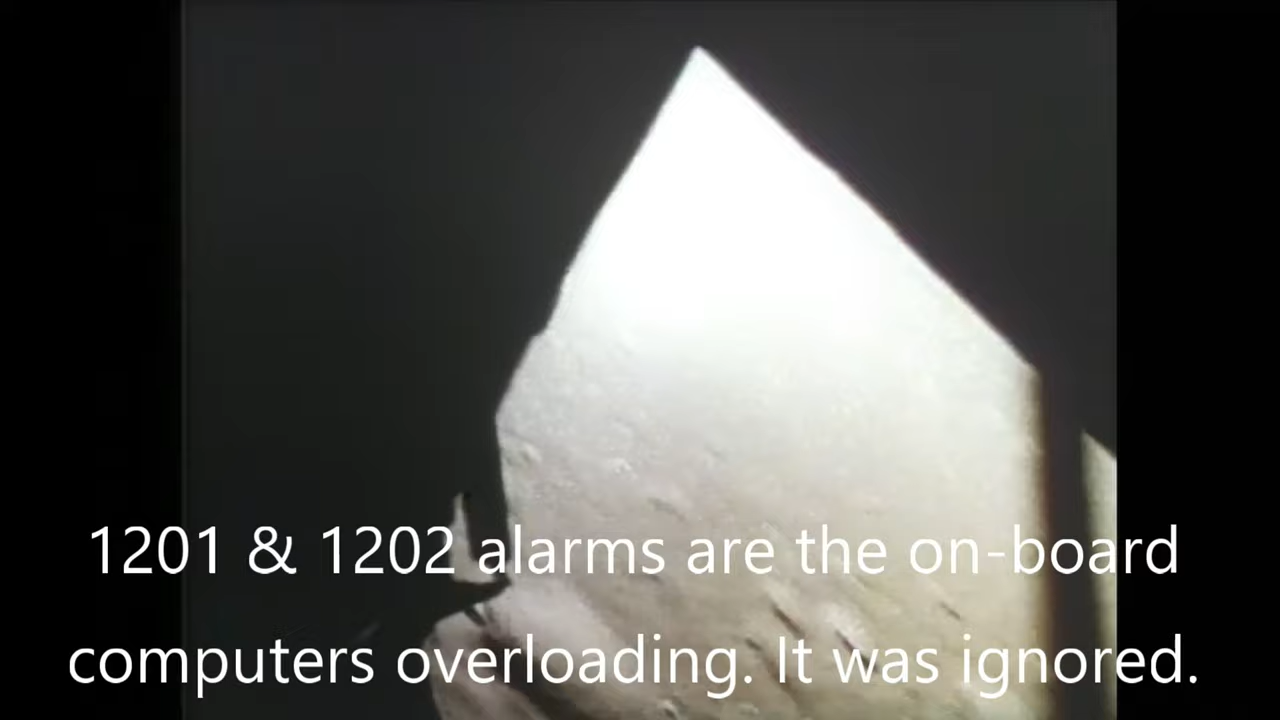 1201 & 1202 alarms are the on-board
computers overloading. It was ignored.